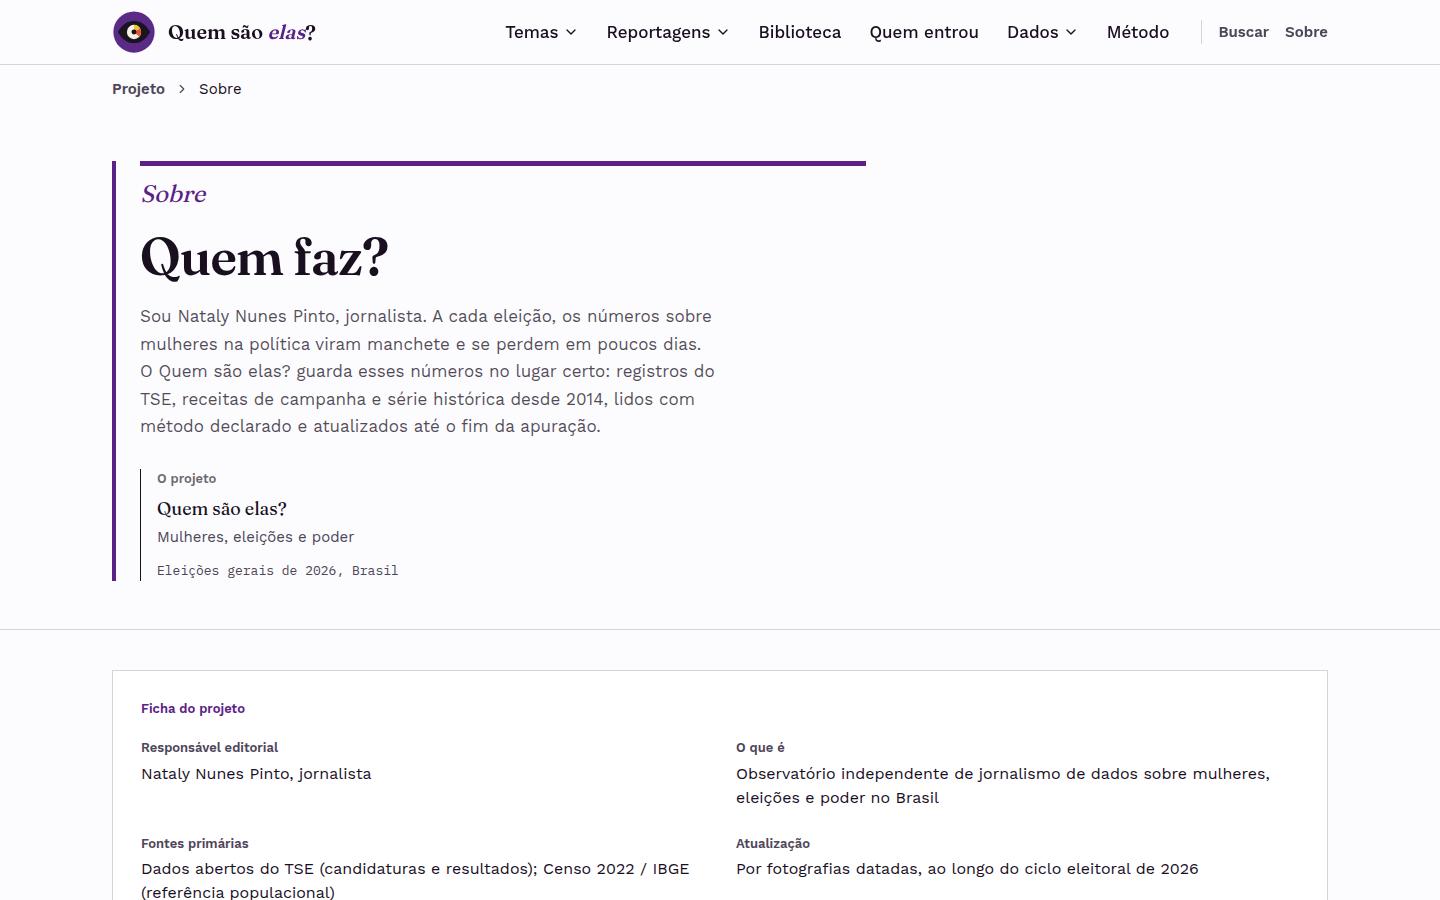 Quem são elas?
Temas
Reportagens
Biblioteca
Quem entrou
Dados
Método
Buscar
Sobre
Projeto
Sobre
Sobre
Quem faz?
Sou Nataly Nunes Pinto, jornalista. A cada eleição, os números sobre
mulheres na política viram manchete e se perdem em poucos dias.
O Quem são elas? guarda esses números no lugar certo: registros do
TSE, receitas de campanha e série histórica desde 2014, lidos com
método declarado e atualizados até o fim da apuração.
O projeto
Quem são elas?
Mulheres, eleições e poder
Eleições gerais de 2026, Brasil
Ficha do projeto
Responsável editorial
Nataly Nunes Pinto, jornalista
O que é
Observatório independente de jornalismo de dados sobre mulheres,
eleições e poder no Brasil
Fontes primárias
Dados abertos do TSE (candidaturas e resultados); Censo 2022 / IBGE
(referência populacional)
Atualização
Por fotografias datadas, ao longo do ciclo eleitoral de 2026